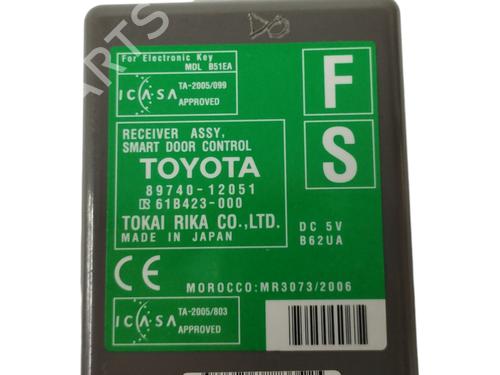 For Electronic Key
MDL B51EA
ICASA
TA-2005/099
APPROVED
F
S
RECEIVER ASSY,
SMART DOOR CONTROL
TOYOTA
89740-12051
61B423-000
TOKAI RIKA CO.,LTD.
MADE IN JAPAN
DC 5V
B62UA
CE
MOROCCO:MR3073/2006
ICASA
TA-2005/803
APPROVED